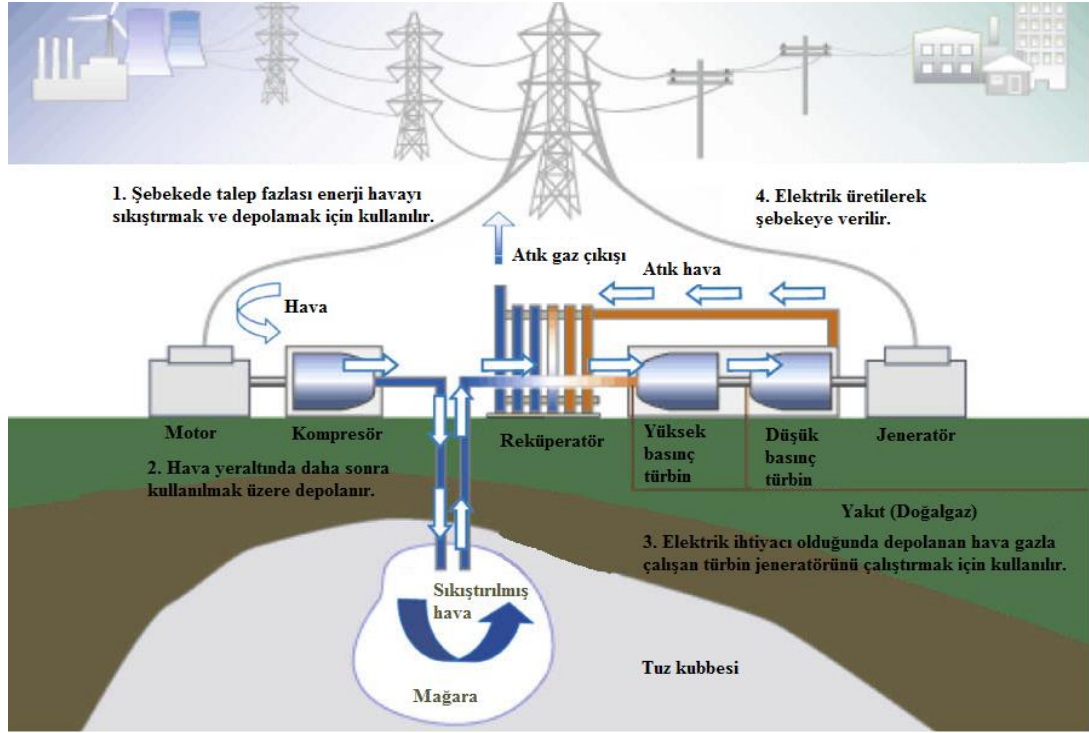 1. Şebekede talep fazlası enerji havayı
sıkıştırmak ve depolamak için kullanılır.
4. Elektrik üretilerek
şebekeye verilir.
Atık gaz çıkışı
Atık hava
Hava
Motor
Kompresör
Reküperatör
Yüksek
basınç
türbin
Düşük
basınç
türbin
Jeneratör
2. Hava yeraltında daha sonra
kullanılmak üzere depolanır.
Yakıt (Doğalgaz)
3. Elektrik ihtiyacı olduğunda depolanan hava gazla
çalışan türbin jeneratörünü çalıştırmak için kullanılır.
Sıkıştırılmış
hava
Mağara
Tuz kubbesi